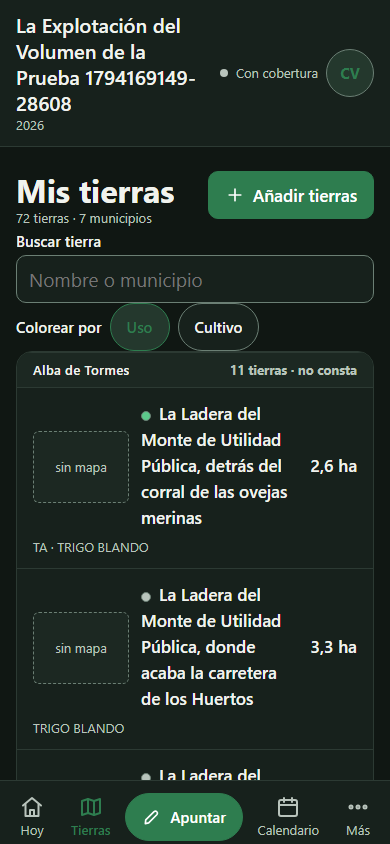 La Explotación del
Volumen de la
Prueba 1794169149-
28608
2026
Con cobertura
CV
Mis tierras
72 tierras · 7 municipios
Añadir tierras
Buscar tierra
Nombre o municipio
Colorear por
Uso
Cultivo
Alba de Tormes
11 tierras · no consta
sin mapa
La Ladera del
Monte de Utilidad
Pública, detrás del
corral de las ovejas
merinas
2,6 ha
TA · TRIGO BLANDO
sin mapa
La Ladera del
Monte de Utilidad
Pública, donde
acaba la carretera
de los Huertos
3,3 ha
TRIGO BLANDO
La Ladera del
Hoy
Tierras
Apuntar
Calendario
Más